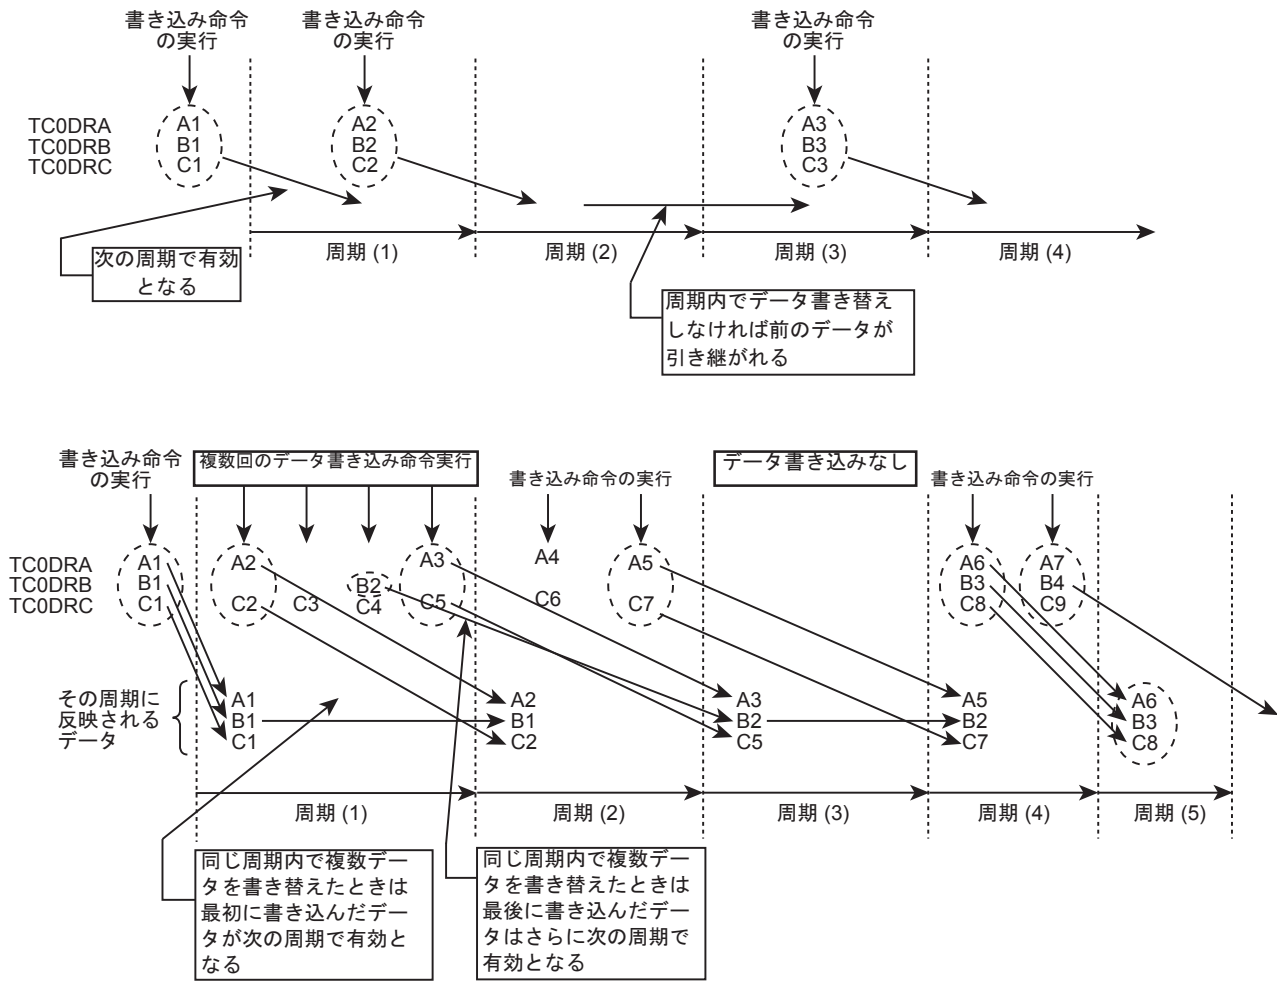 書き込み命令
の実行
書き込み命令
の実行
書き込み命令
の実行
TC0DRA
TC0DRB
TC0DRC
A1
B1
C1
A2
B2
C2
A3
B3
C3
周期 (1)
周期 (2)
周期 (3)
周期 (4)
次の周期で有効
となる
周期内でデータ書き替え
しなければ前のデータが
引き継がれる
書き込み命令
の実行
複数回のデータ書き込み命令実行
書き込み命令の実行
データ書き込みなし
書き込み命令の実行
TC0DRA
TC0DRB
TC0DRC
A1
B1
C1
A2
C2
C3
B2
C4
A3
C5
A4
C6
A5
C7
A6
B3
C8
A7
B4
C9
その周期に
反映される
データ
A1
B1
C1
A2
B1
C2
A3
B2
C5
A5
B2
C7
A6
B3
C8
周期 (1)
周期 (2)
周期 (3)
周期 (4)
周期 (5)
同じ周期内で複数デー
タを書き替えたときは
最初に書き込んだデー
タが次の周期で有効と
なる
同じ周期内で複数デー
タを書き替えたときは
最後に書き込んだデー
タはさらに次の周期で
有効となる